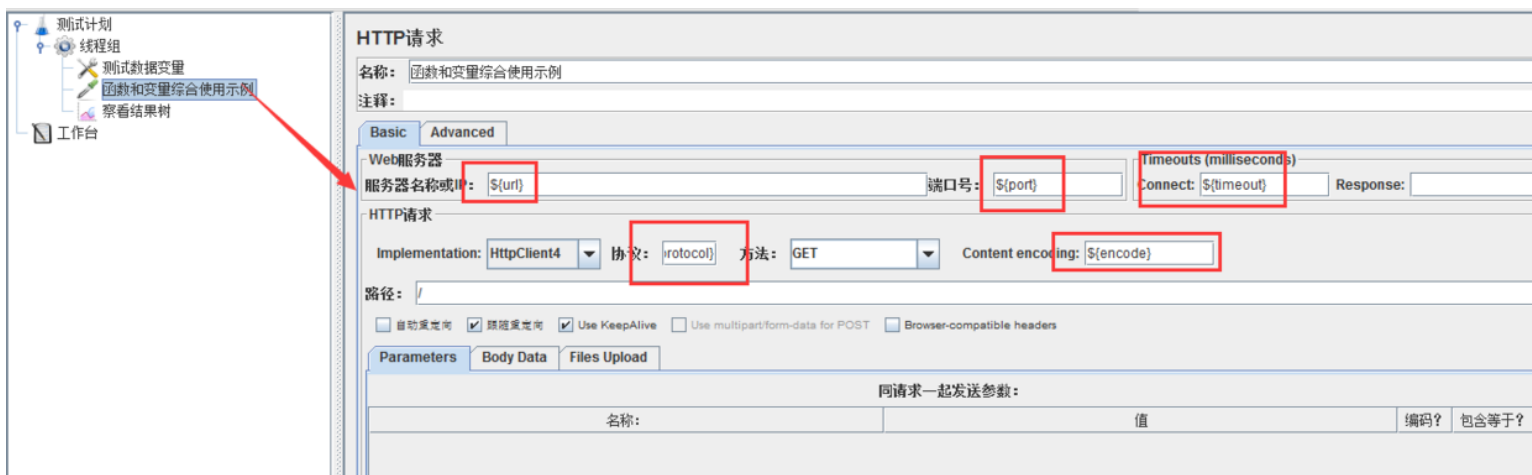 测试计划
线程组
测试数据变量
函数和变量综合使用示例
察看结果树
工作台
HTTP请求
名称: 函数和变量综合使用示例
注释:
Basic Advanced
Web服务器 Timeouts (milliseconds)
服务器名称或IP: ${url} 端口号: ${port} Connect: ${timeout} Response:
HTTP请求
Implementation: HttpClient4 协议: rotocol} 方法: GET Content encoding: ${encode}
路径: /
自动重定向 跟随重定向 Use KeepAlive Use multipart/form-data for POST Browser-compatible headers
Parameters Body Data Files Upload
同请求一起发送参数:
名称: 值 编码? 包含等于?